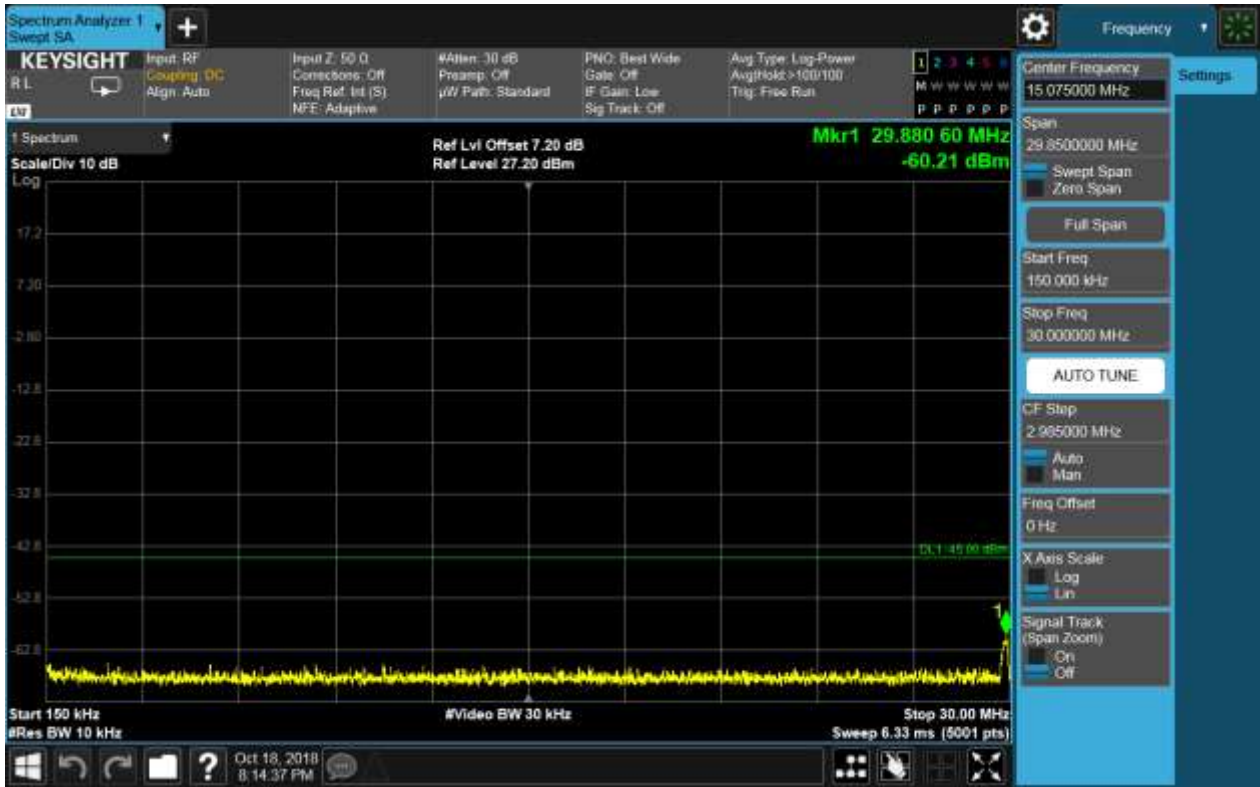 Spectrum Analyzer 1
Swept SA
Frequency
KEYSIGHT
R L
Input: RF
Coupling: DC
Align: Auto
Input Z: 50 Ω
Corrections: Off
Freq Ref: Int (S)
NFE: Adaptive
#Atten: 30 dB
Preamp: Off
µW Path: Standard
PNO: Best Wide
Gate: Off
IF Gain: Low
Sig Track: Off
Avg Type: Log-Power
Avg|Hold:>100/100
Trig: Free Run
1 2 3 4 5 6
M W W W W W
P P P P P P
1 Spectrum
Scale/Div 10 dB
Log
Ref Lvl Offset 7.20 dB
Ref Level 27.20 dBm
Mkr1 29.880 60 MHz
-60.21 dBm
17.2
7.20
-2.80
-12.8
-22.8
-32.8
-42.8
-52.8
-62.8
DL1 -45.00 dBm
1
Start 150 kHz
#Res BW 10 kHz
#Video BW 30 kHz
Stop 30.00 MHz
Sweep 6.33 ms (5001 pts)
Oct 18, 2018
8:14:37 PM
Center Frequency
15.075000 MHz
Settings
Span
29.8500000 MHz
Swept Span
Zero Span
Full Span
Start Freq
150.000 kHz
Stop Freq
30.000000 MHz
AUTO TUNE
CF Step
2.985000 MHz
Auto
Man
Freq Offset
0 Hz
X Axis Scale
Log
Lin
Signal Track
(Span Zoom)
On
Off